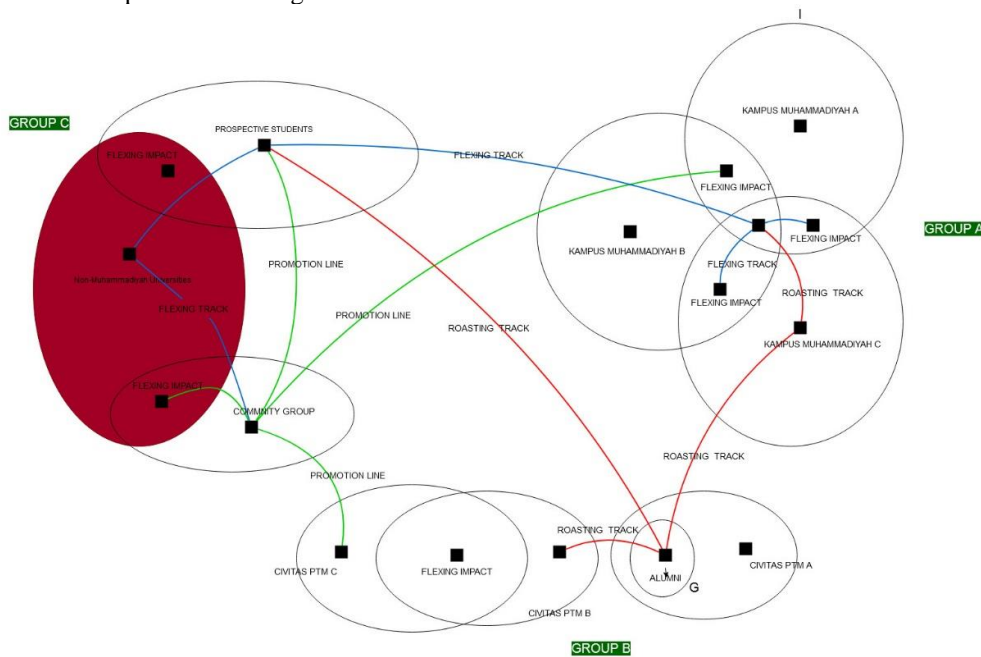 I
KAMPUS MUHAMMADIYAH A
GROUP C
PROSPECTIVE STUDENTS
FLEXING IMPACT
FLEXING TRACK
FLEXING IMPACT
GROUP A
FLEXING IMPACT
KAMPUS MUHAMMADIYAH B
PROMOTION LINE
FLEXING TRACK
Non-Muhammadiyah Universities
FLEXING IMPACT
ROASTING TRACK
FLEXING TRACK
PROMOTION LINE
ROASTING TRACK
KAMPUS MUHAMMADIYAH C
FLEXING IMPACT
COMMNITY GROUP
ROASTING TRACK
PROMOTION LINE
ROASTING TRACK
CIVITAS PTM C
FLEXING IMPACT
ALUMNI
CIVITAS PTM A
G
CIVITAS PTM B
GROUP B